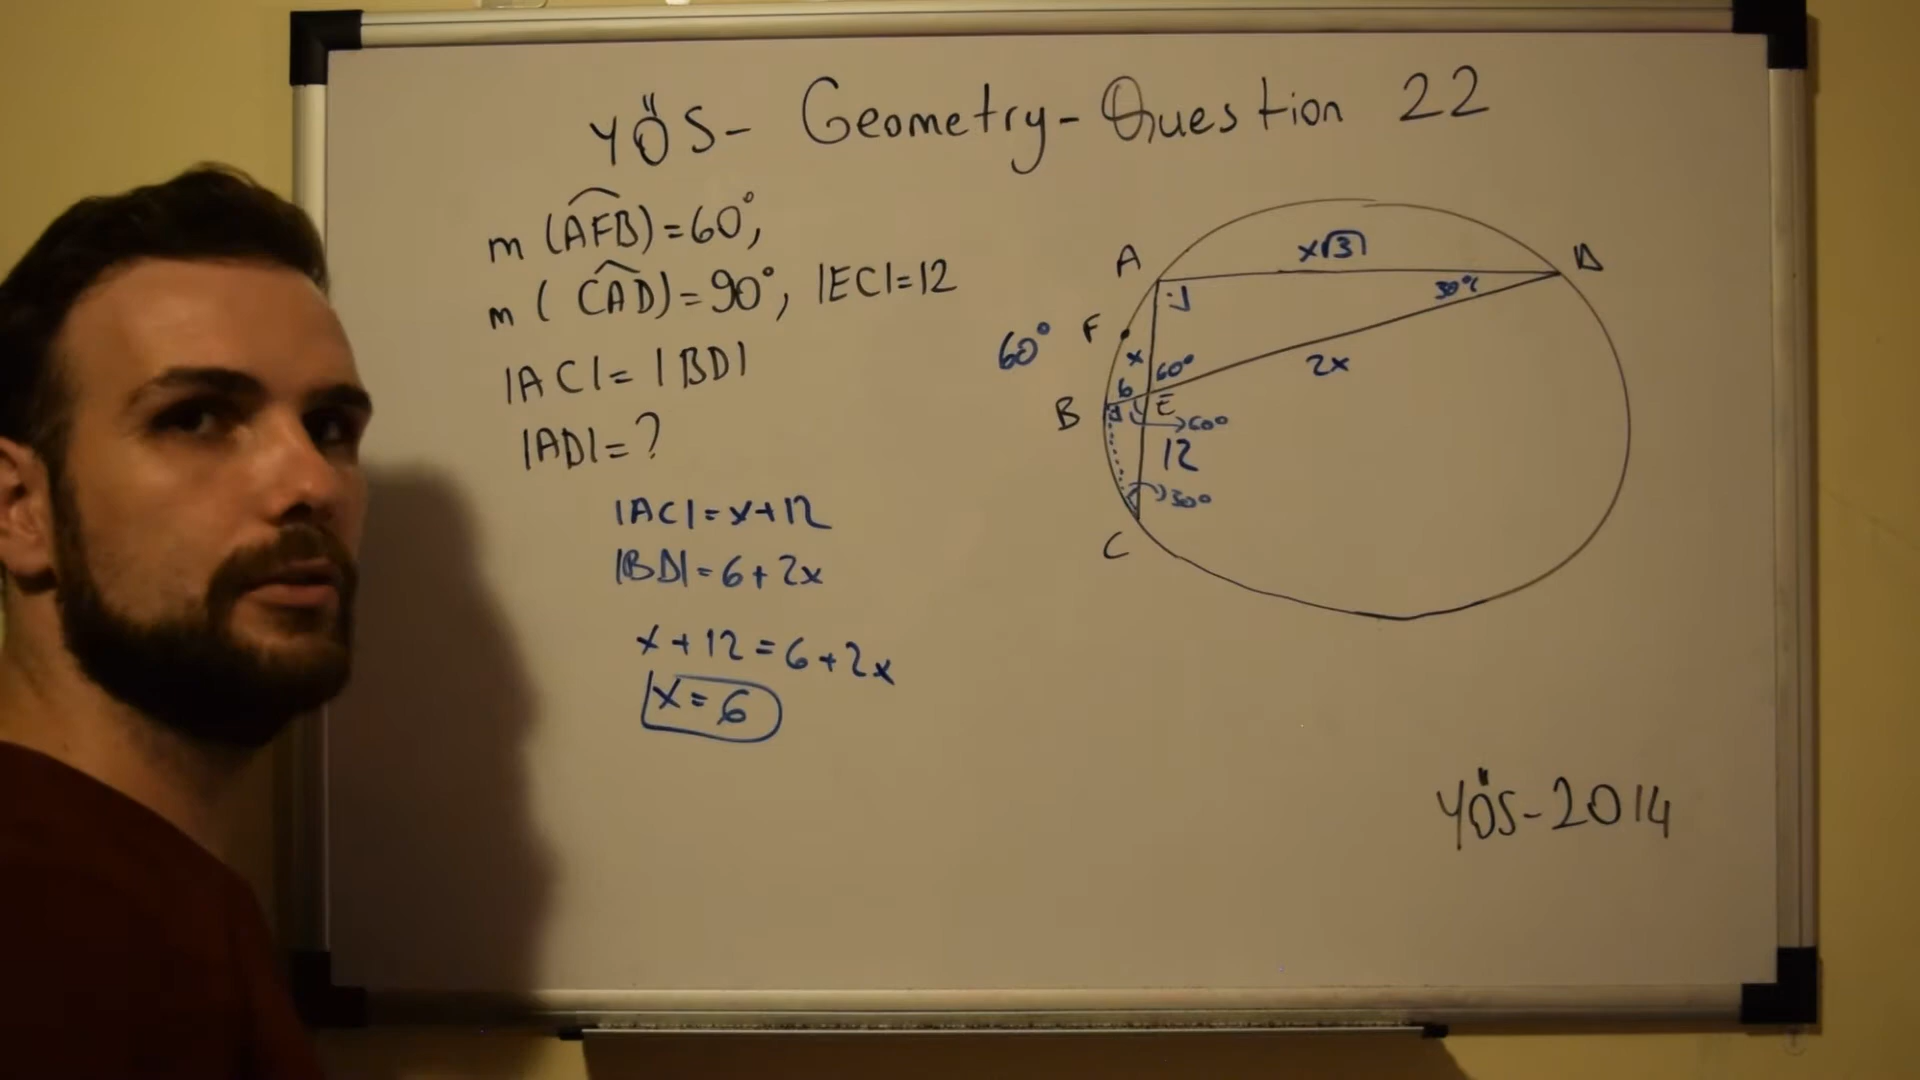 YÖS- Geometry-Question 22
m (AFB)=60°,
m ( CAD)=90°, |EC|=12
|AC|=|BD|
|AD|=?
|AC|=x+12
|BD|=6+2x
x+12=6+2x
x=6
A
x√3
D
30°
F
60°
x
60°
2x
6
B
E
60°
12
30°
C
YÖS-2014